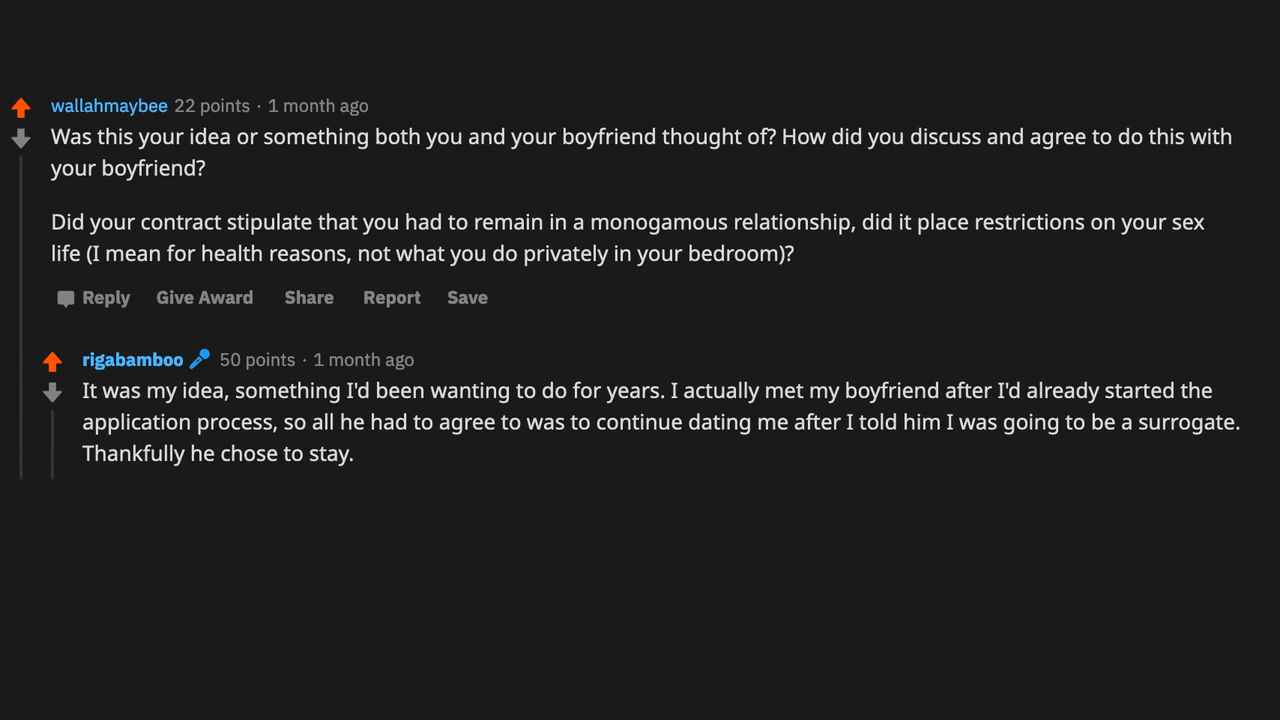 wallahmaybee 22 points · 1 month ago
Was this your idea or something both you and your boyfriend thought of? How did you discuss and agree to do this with
your boyfriend?
Did your contract stipulate that you had to remain in a monogamous relationship, did it place restrictions on your sex
life (I mean for health reasons, not what you do privately in your bedroom)?
Reply Give Award Share Report Save
rigabamboo 50 points · 1 month ago
It was my idea, something I'd been wanting to do for years. I actually met my boyfriend after I'd already started the
application process, so all he had to agree to was to continue dating me after I told him I was going to be a surrogate.
Thankfully he chose to stay.